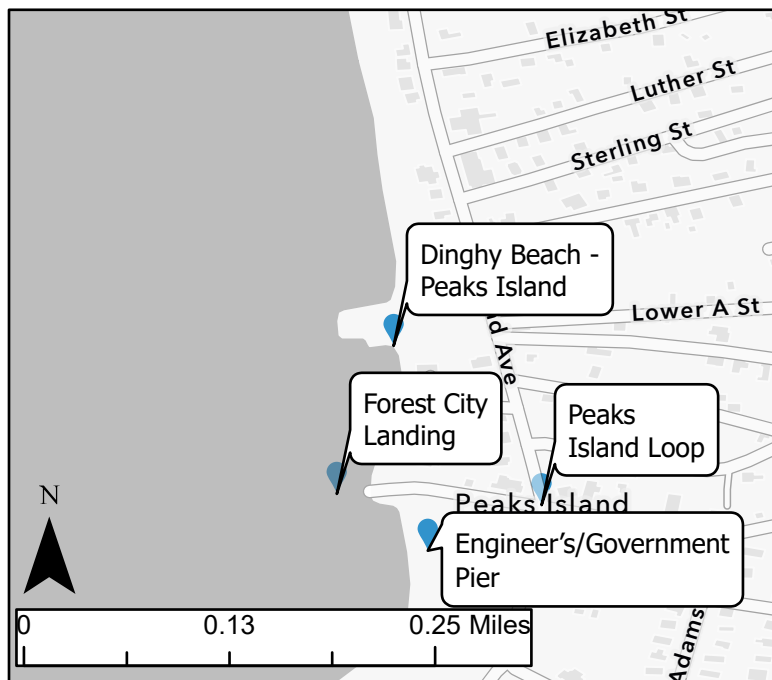 Elizabeth St
Luther St
Sterling St
Dinghy Beach -
Peaks Island
Lower A St
Ave
Forest City
Landing
Peaks
Island Loop
Peaks Island
N
Engineer's/Government
Pier
0 0.13 0.25 Miles
Adams